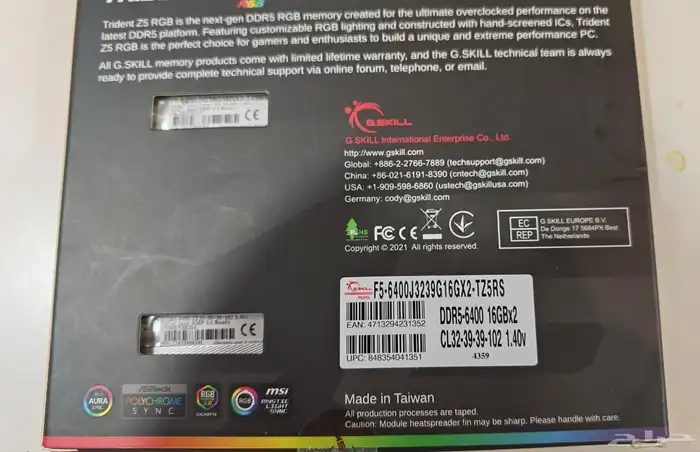 RGB
Trident Z5 RGB is the next-gen DDR5 RGB memory created for the ultimate overclocked performance on the
latest DDR5 platform. Featuring customizable RGB lighting and constructed with hand-screened ICs, Trident
Z5 RGB is the perfect choice for gamers and enthusiasts to build a unique and extreme performance PC.
All G.SKILL memory products come with limited lifetime warranty, and the G.SKILL technical team is always
ready to provide complete technical support via online forum, telephone, or email.
G.SKILL
G.SKILL International Enterprise Co., Ltd.
http://www.gskill.com
Global: +886-2-2766-7889 (techsupport@gskill.com)
China: +86-021-6191-8390 (cntech@gskill.com)
USA: +1-909-598-6860 (ustech@gskillusa.com)
Germany: cody@gskill.com
RoHS FC CE
Copyright © 2021 All rights reserved.
EC REP
G.SKILL EUROPE B.V.
De Donge 17 5684PX Best
The Netherlands
F5-6400J3239G16GX2-TZ5RS
EAN: 4713294231352
DDR5-6400 16GBx2
CL32-39-39-102 1.40v
UPC: 848354041351
4359
AURA SYNC
ASRock POLYCHROME SYNC
RGB 2.0 GIGABYTE
RGB
msi MYSTIC LIGHT SYNC
Made in Taiwan
All production processes are taped.
Caution: Module heatspreader fin may be sharp. Please handle with care.
حراج